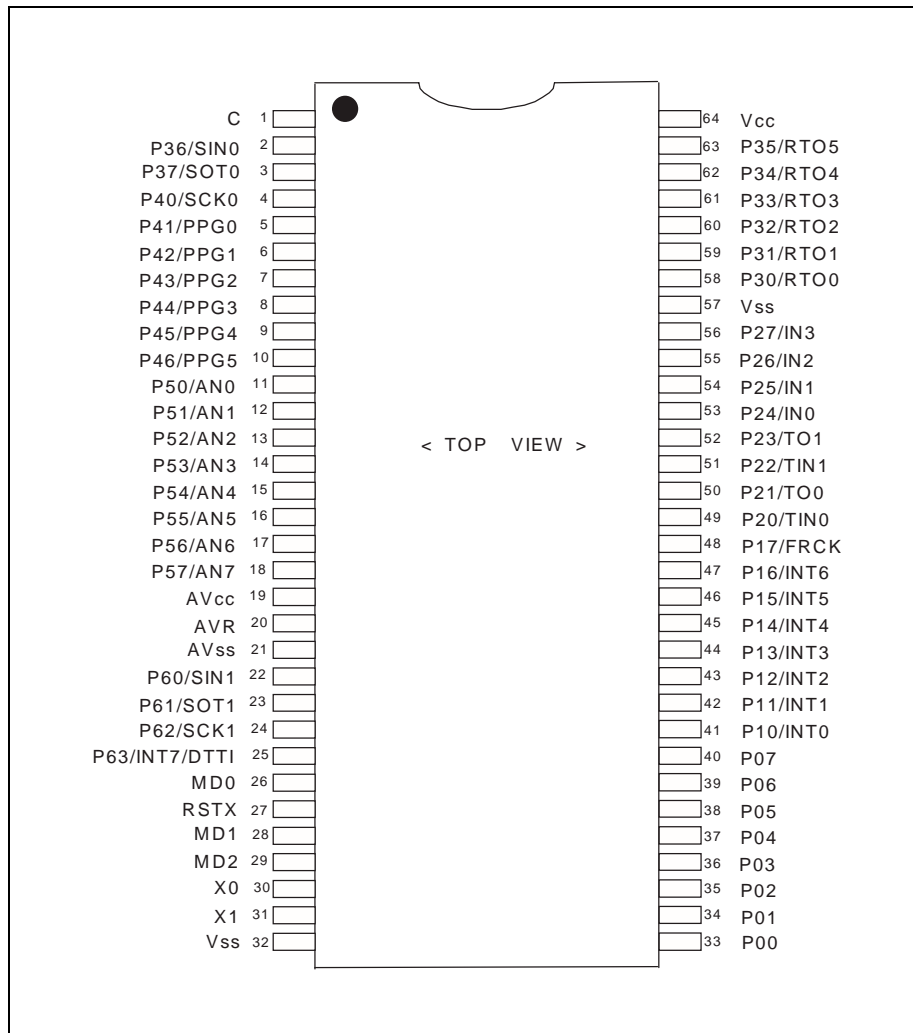 C 1 64 Vcc
P36/SIN0 2 63 P35/RTO5
P37/SOT0 3 62 P34/RTO4
P40/SCK0 4 61 P33/RTO3
P41/PPG0 5 60 P32/RTO2
P42/PPG1 6 59 P31/RTO1
P43/PPG2 7 58 P30/RTO0
P44/PPG3 8 57 Vss
P45/PPG4 9 56 P27/IN3
P46/PPG5 10 55 P26/IN2
P50/AN0 11 54 P25/IN1
P51/AN1 12 53 P24/IN0
P52/AN2 13 < TOP VIEW > 52 P23/TO1
P53/AN3 14 51 P22/TIN1
P54/AN4 15 50 P21/TO0
P55/AN5 16 49 P20/TIN0
P56/AN6 17 48 P17/FRCK
P57/AN7 18 47 P16/INT6
AVcc 19 46 P15/INT5
AVR 20 45 P14/INT4
AVss 21 44 P13/INT3
P60/SIN1 22 43 P12/INT2
P61/SOT1 23 42 P11/INT1
P62/SCK1 24 41 P10/INT0
P63/INT7/DTTI 25 40 P07
MD0 26 39 P06
RSTX 27 38 P05
MD1 28 37 P04
MD2 29 36 P03
X0 30 35 P02
X1 31 34 P01
Vss 32 33 P00